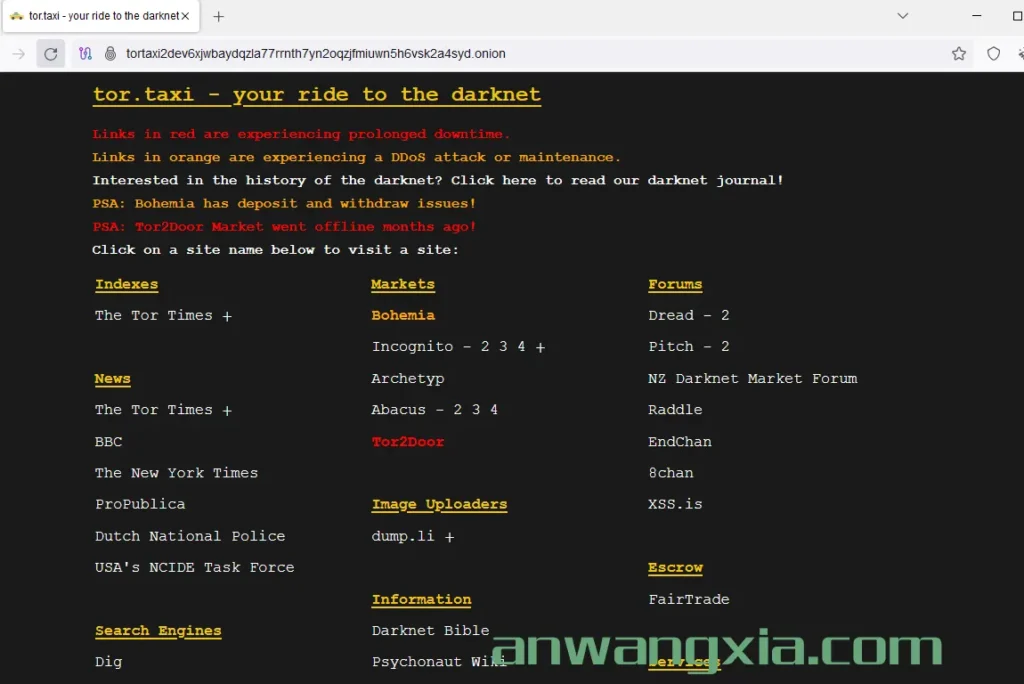 tor.taxi - your ride to the darknet
tortaxi2dev6xjwbaydqzla77rrnth7yn2oqzjfmiuwn5h6vsk2a4syd.onion
tor.taxi - your ride to the darknet
Links in red are experiencing prolonged downtime.
Links in orange are experiencing a DDoS attack or maintenance.
Interested in the history of the darknet? Click here to read our darknet journal!
PSA: Bohemia has deposit and withdraw issues!
PSA: Tor2Door Market went offline months ago!
Click on a site name below to visit a site:
Indexes
The Tor Times +
News
The Tor Times +
BBC
The New York Times
ProPublica
Dutch National Police
USA's NCIDE Task Force
Search Engines
Dig
Markets
Bohemia
Incognito - 2 3 4 +
Archetyp
Abacus - 2 3 4
Tor2Door
Image Uploaders
dump.li +
Information
Darknet Bible
Psychonaut Wiki
Forums
Dread - 2
Pitch - 2
NZ Darknet Market Forum
Raddle
EndChan
8chan
XSS.is
Escrow
FairTrade
Services
anwangxia.com